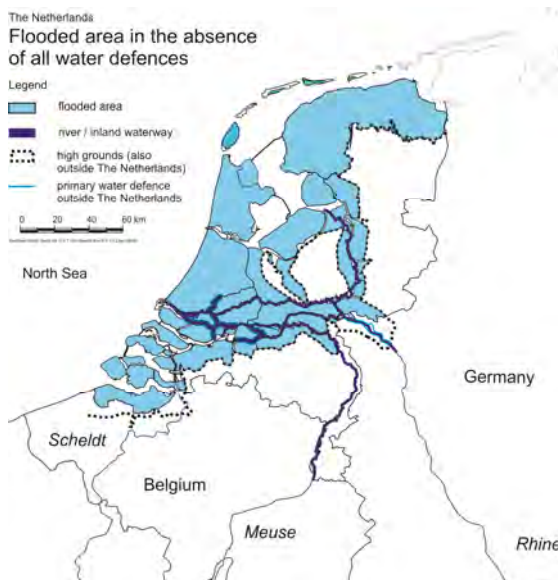 The Netherlands
Flooded area in the absence
of all water defences
Legend
flooded area
river / inland waterway
high grounds (also
outside The Netherlands)
primary water defence
outside The Netherlands
0 20 40 60 km
North Sea
Germany
Scheldt
Belgium
Meuse
Rhine